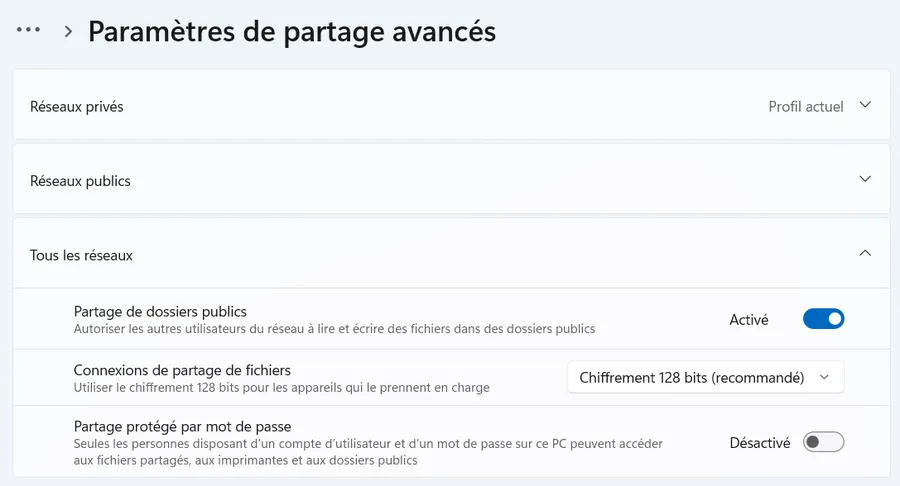 ··· > Paramètres de partage avancés
Réseaux privés Profil actuel
Réseaux publics
Tous les réseaux
Partage de dossiers publics
Autoriser les autres utilisateurs du réseau à lire et écrire des fichiers dans des dossiers publics
Activé
Connexions de partage de fichiers
Utiliser le chiffrement 128 bits pour les appareils qui le prennent en charge
Chiffrement 128 bits (recommandé)
Partage protégé par mot de passe
Seules les personnes disposant d’un compte d’utilisateur et d’un mot de passe sur ce PC peuvent accéder
aux fichiers partagés, aux imprimantes et aux dossiers publics
Désactivé